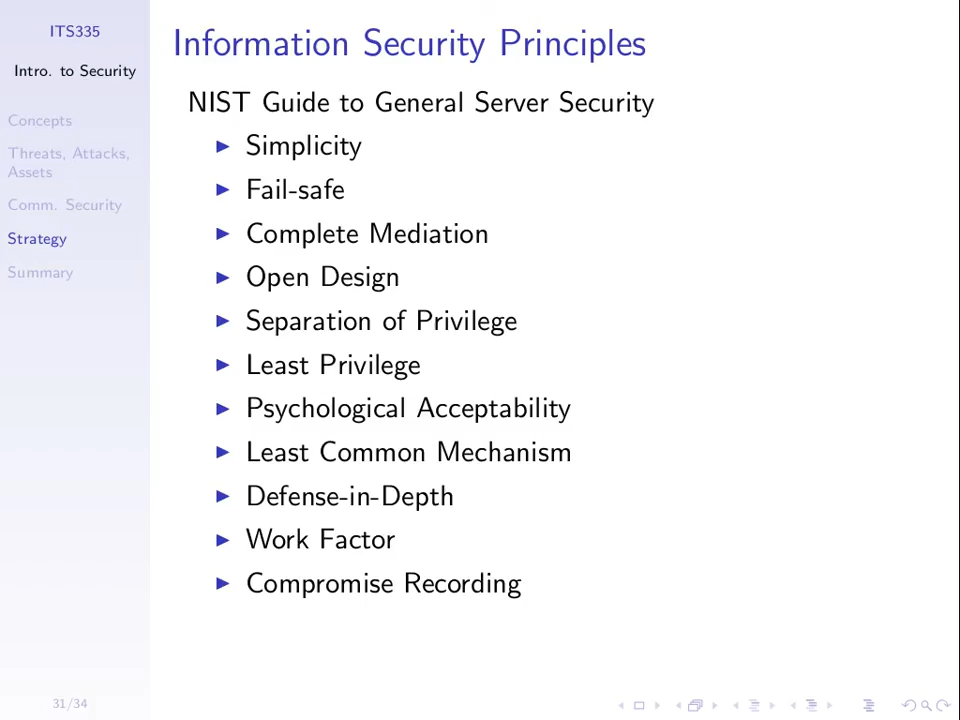 ITS335
Intro. to Security
Concepts
Threats, Attacks,
Assets
Comm. Security
Strategy
Summary
31/34
Information Security Principles
NIST Guide to General Server Security
Simplicity
Fail-safe
Complete Mediation
Open Design
Separation of Privilege
Least Privilege
Psychological Acceptability
Least Common Mechanism
Defense-in-Depth
Work Factor
Compromise Recording